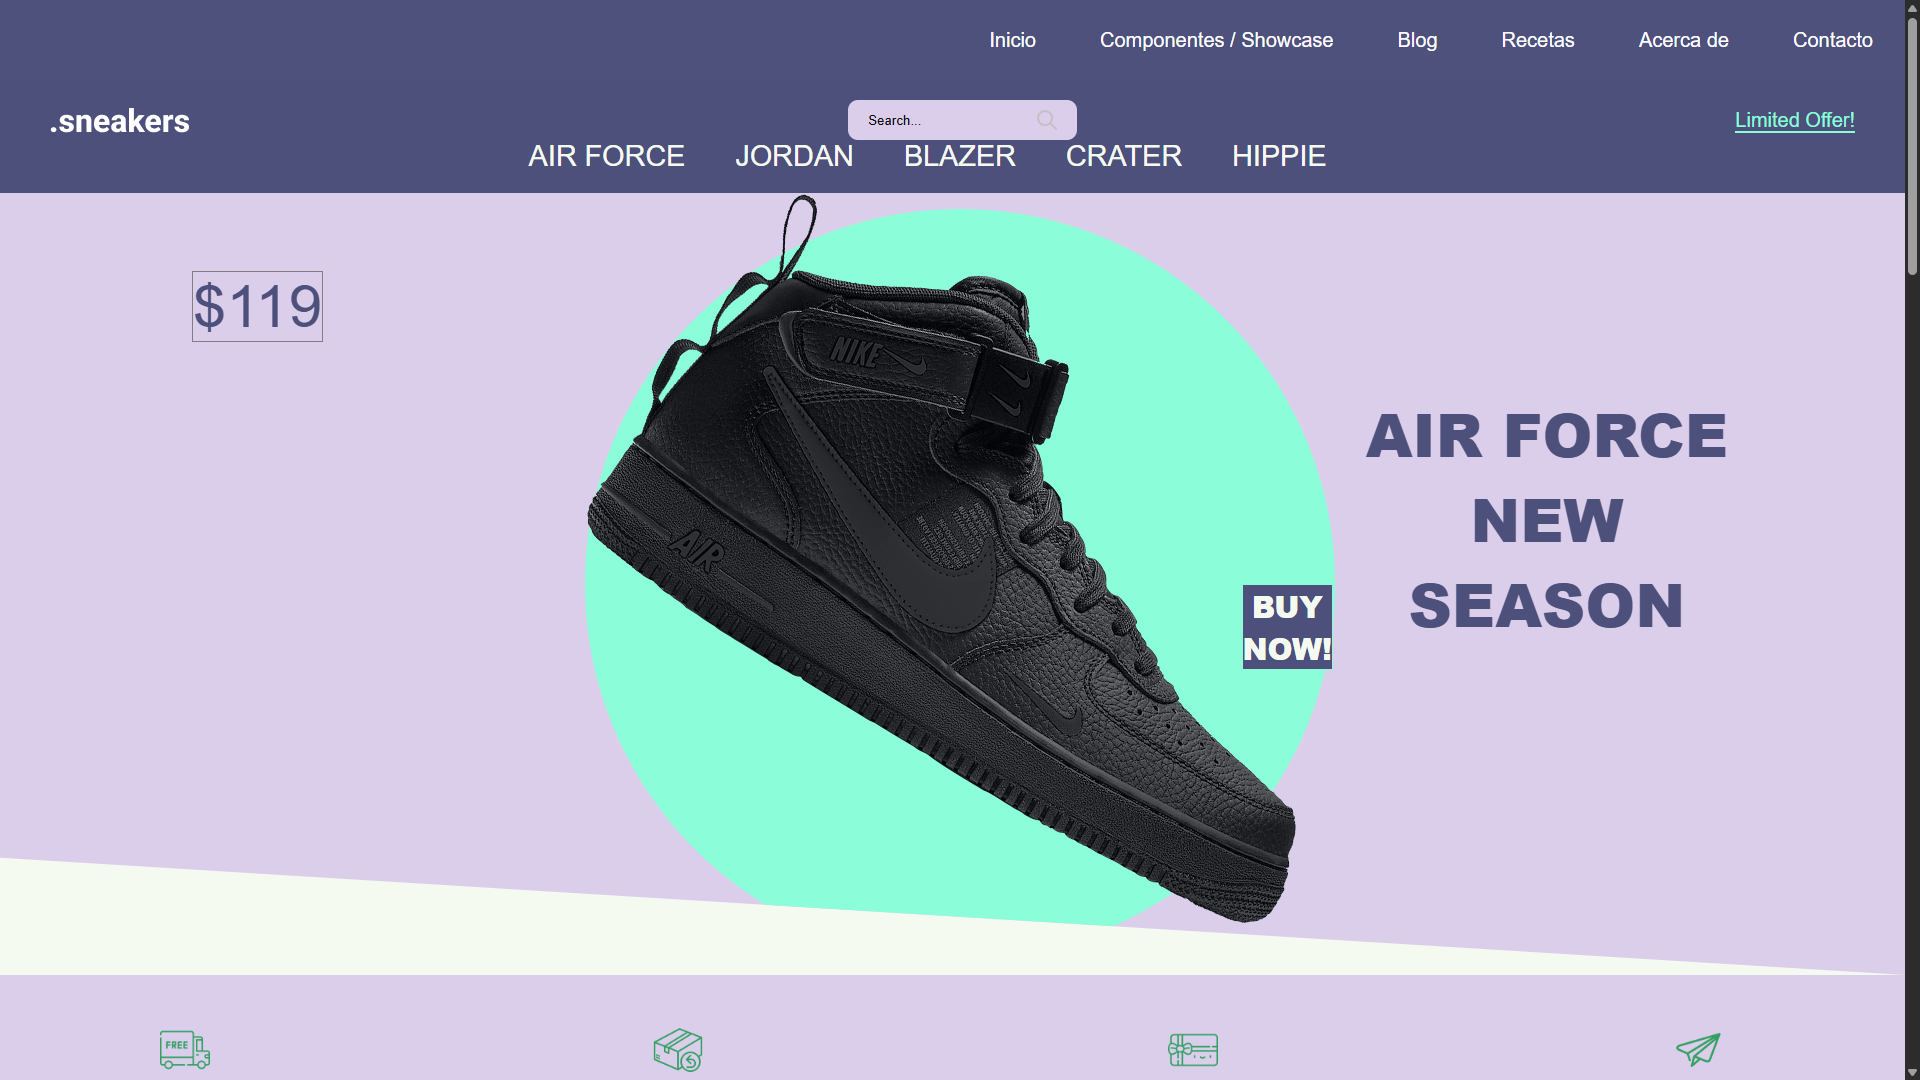 Inicio
Componentes / Showcase
Blog
Recetas
Acerca de
Contacto
.sneakers
Search...
Limited Offer!
AIR FORCE
JORDAN
BLAZER
CRATER
HIPPIE
$119
NIKE
AIR
AIR FORCE
NEW
SEASON
BUY
NOW!
FREE